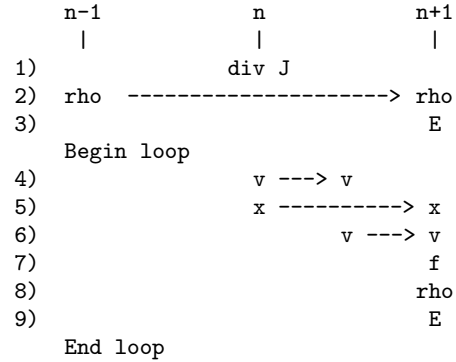 n-1 n n+1
| | |
1) div J
2) rho ---------------------> rho
3) E
Begin loop
4) v ---> v
5) x ----------> x
6) v ---> v
7) f
8) rho
9) E
End loop